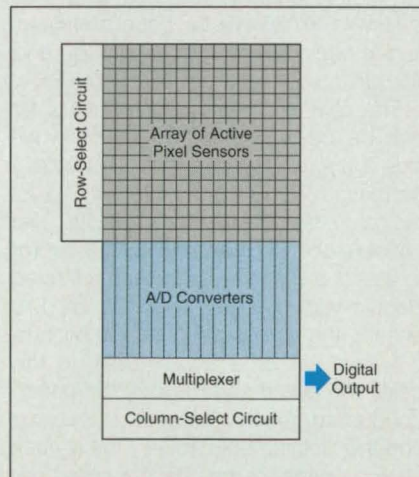 Row-Select Circuit
Array of Active
Pixel Sensors
A/D Converters
Multiplexer
Digital
Output
Column-Select Circuit